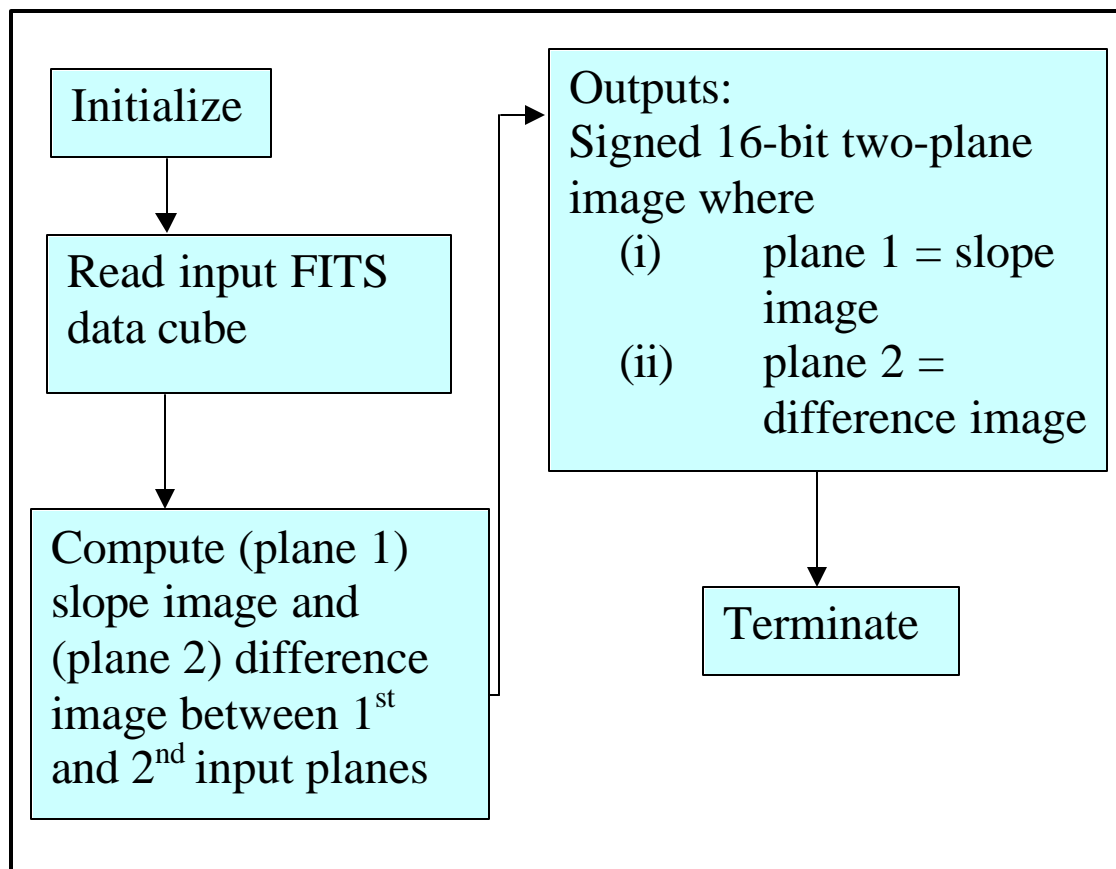 Initialize
Read input FITS
data cube
Compute (plane 1)
slope image and
(plane 2) difference
image between 1st
and 2nd input planes
Outputs:
Signed 16-bit two-plane
image where
(i) plane 1 = slope
image
(ii) plane 2 =
difference image
Terminate